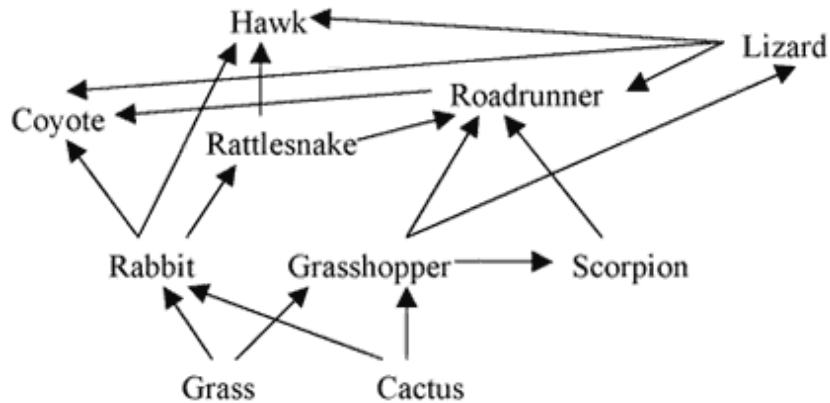 Hawk
Lizard
Roadrunner
Coyote
Rattlesnake
Rabbit
Grasshopper
Scorpion
Grass
Cactus